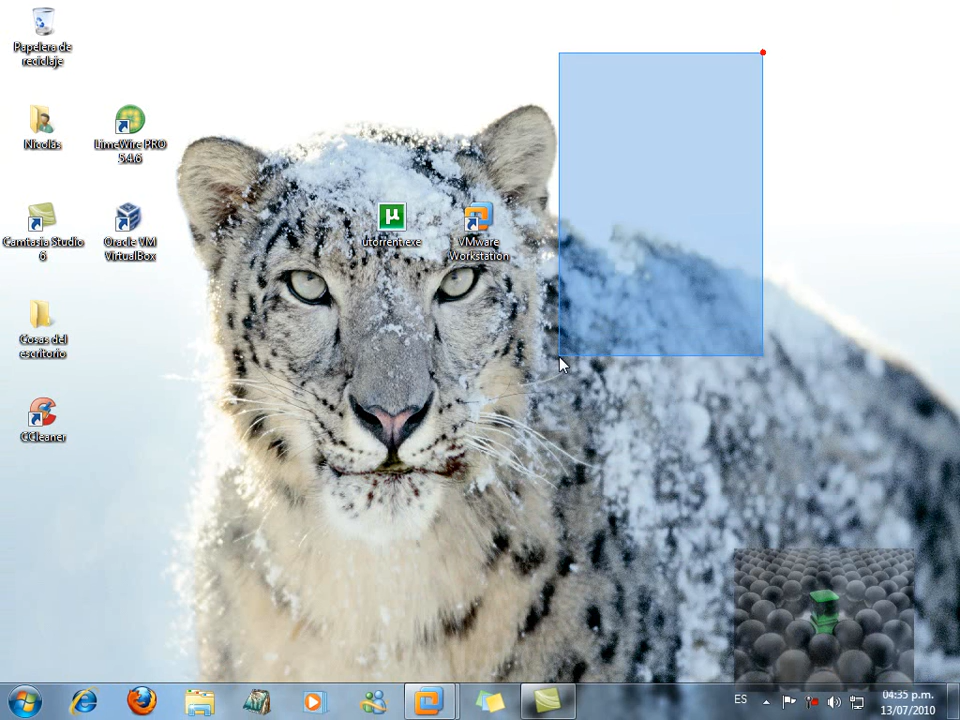 Papelera de
reciclaje
Nicolás
LimeWire PRO
5.4.6
Camtasia Studio
6
Oracle VM
VirtualBox
utorrent.exe
VMware
Workstation
Cosas del
escritorio
CCleaner
ES
04:35 p.m.
13/07/2010